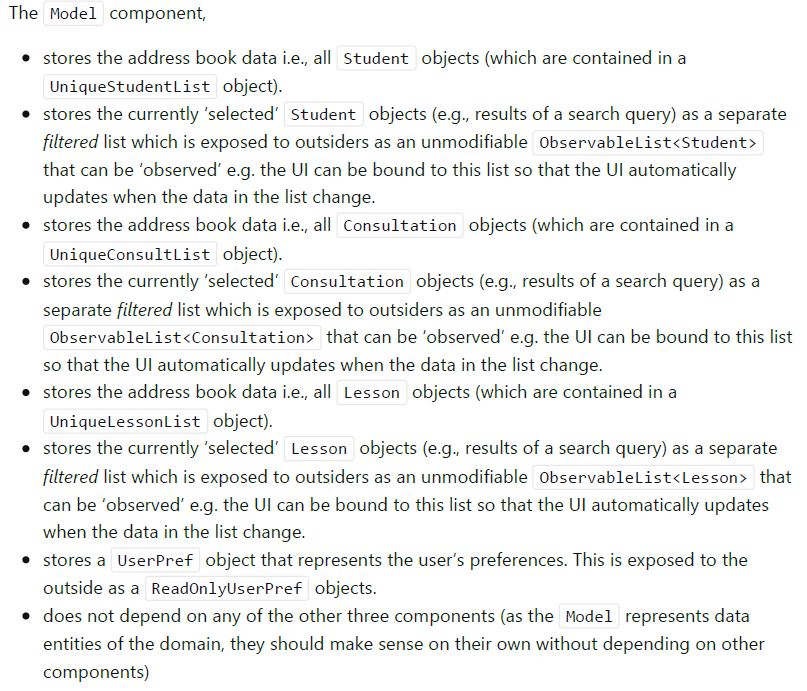 The Model component,
• stores the address book data i.e., all Student objects (which are contained in a
UniqueStudentList object).
• stores the currently ‘selected’ Student objects (e.g., results of a search query) as a separate
filtered list which is exposed to outsiders as an unmodifiable ObservableList<Student>
that can be ‘observed’ e.g. the UI can be bound to this list so that the UI automatically
updates when the data in the list change.
• stores the address book data i.e., all Consultation objects (which are contained in a
UniqueConsultList object).
• stores the currently ‘selected’ Consultation objects (e.g., results of a search query) as a
separate filtered list which is exposed to outsiders as an unmodifiable
ObservableList<Consultation> that can be ‘observed’ e.g. the UI can be bound to this list
so that the UI automatically updates when the data in the list change.
• stores the address book data i.e., all Lesson objects (which are contained in a
UniqueLessonList object).
• stores the currently ‘selected’ Lesson objects (e.g., results of a search query) as a separate
filtered list which is exposed to outsiders as an unmodifiable ObservableList<Lesson> that
can be ‘observed’ e.g. the UI can be bound to this list so that the UI automatically updates
when the data in the list change.
• stores a UserPref object that represents the user’s preferences. This is exposed to the
outside as a ReadOnlyUserPref objects.
• does not depend on any of the other three components (as the Model represents data
entities of the domain, they should make sense on their own without depending on other
components)